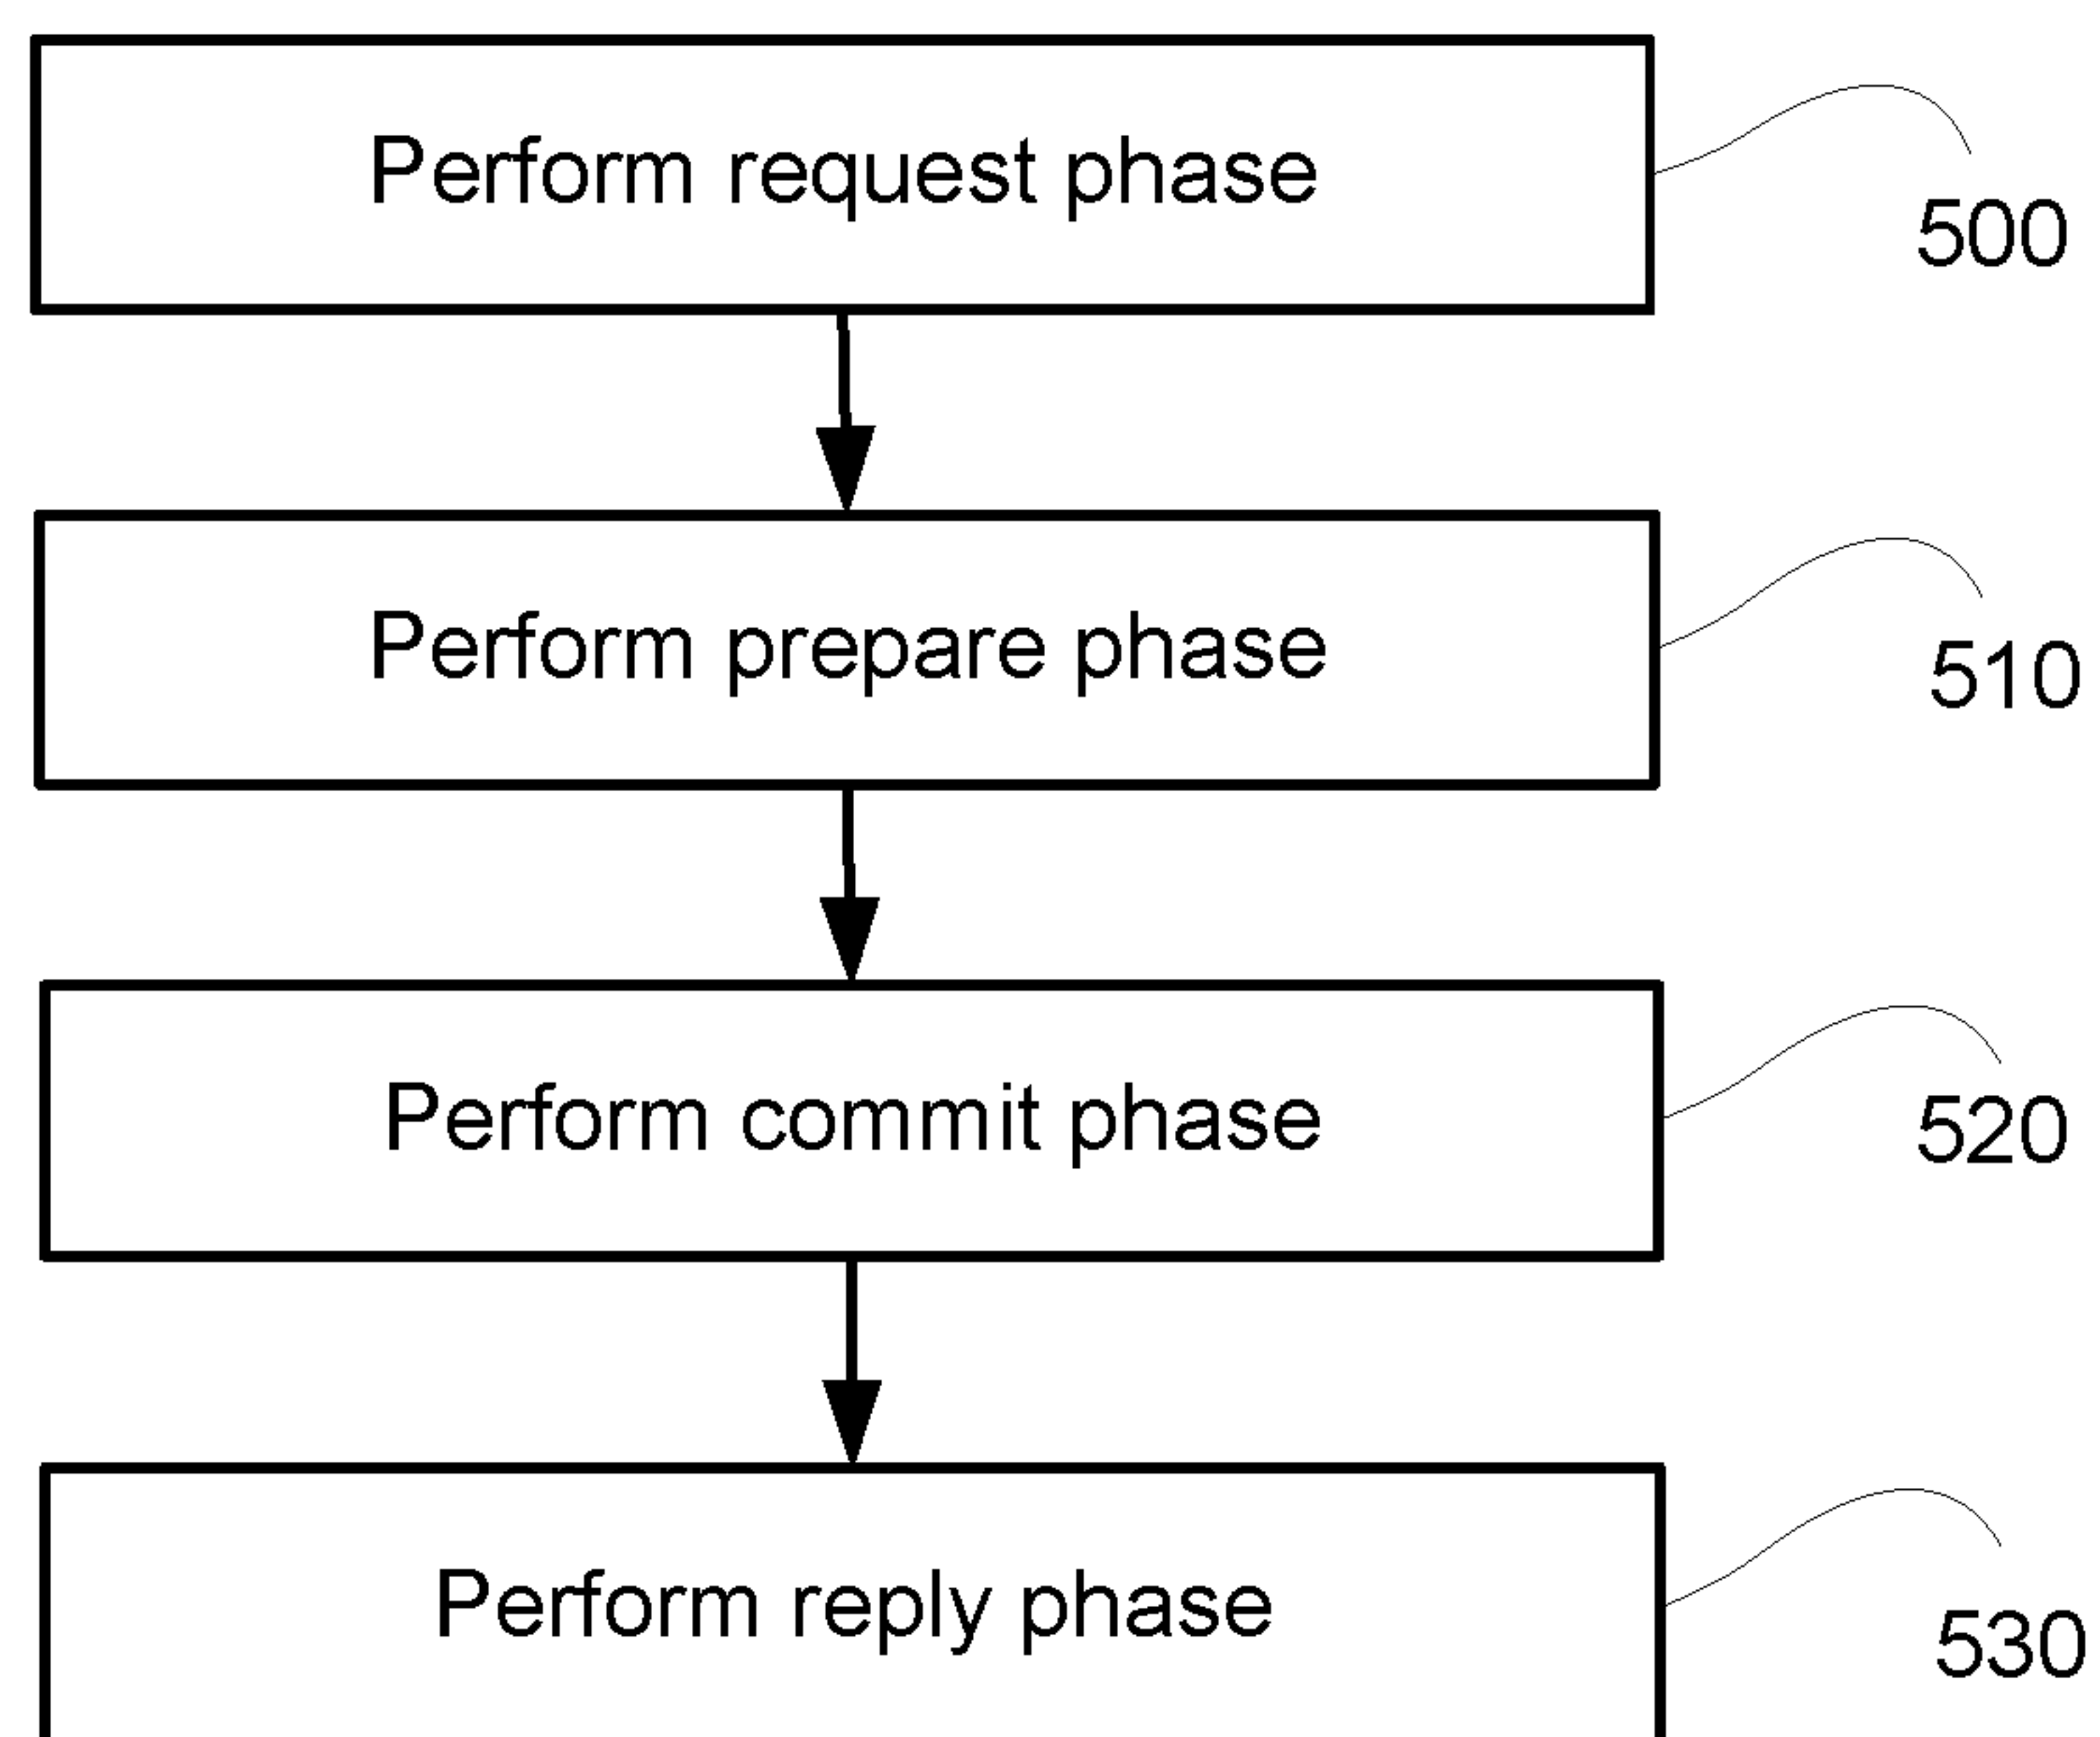 Perform request phase
500
Perform prepare phase
510
Perform commit phase
520
Perform reply phase
530